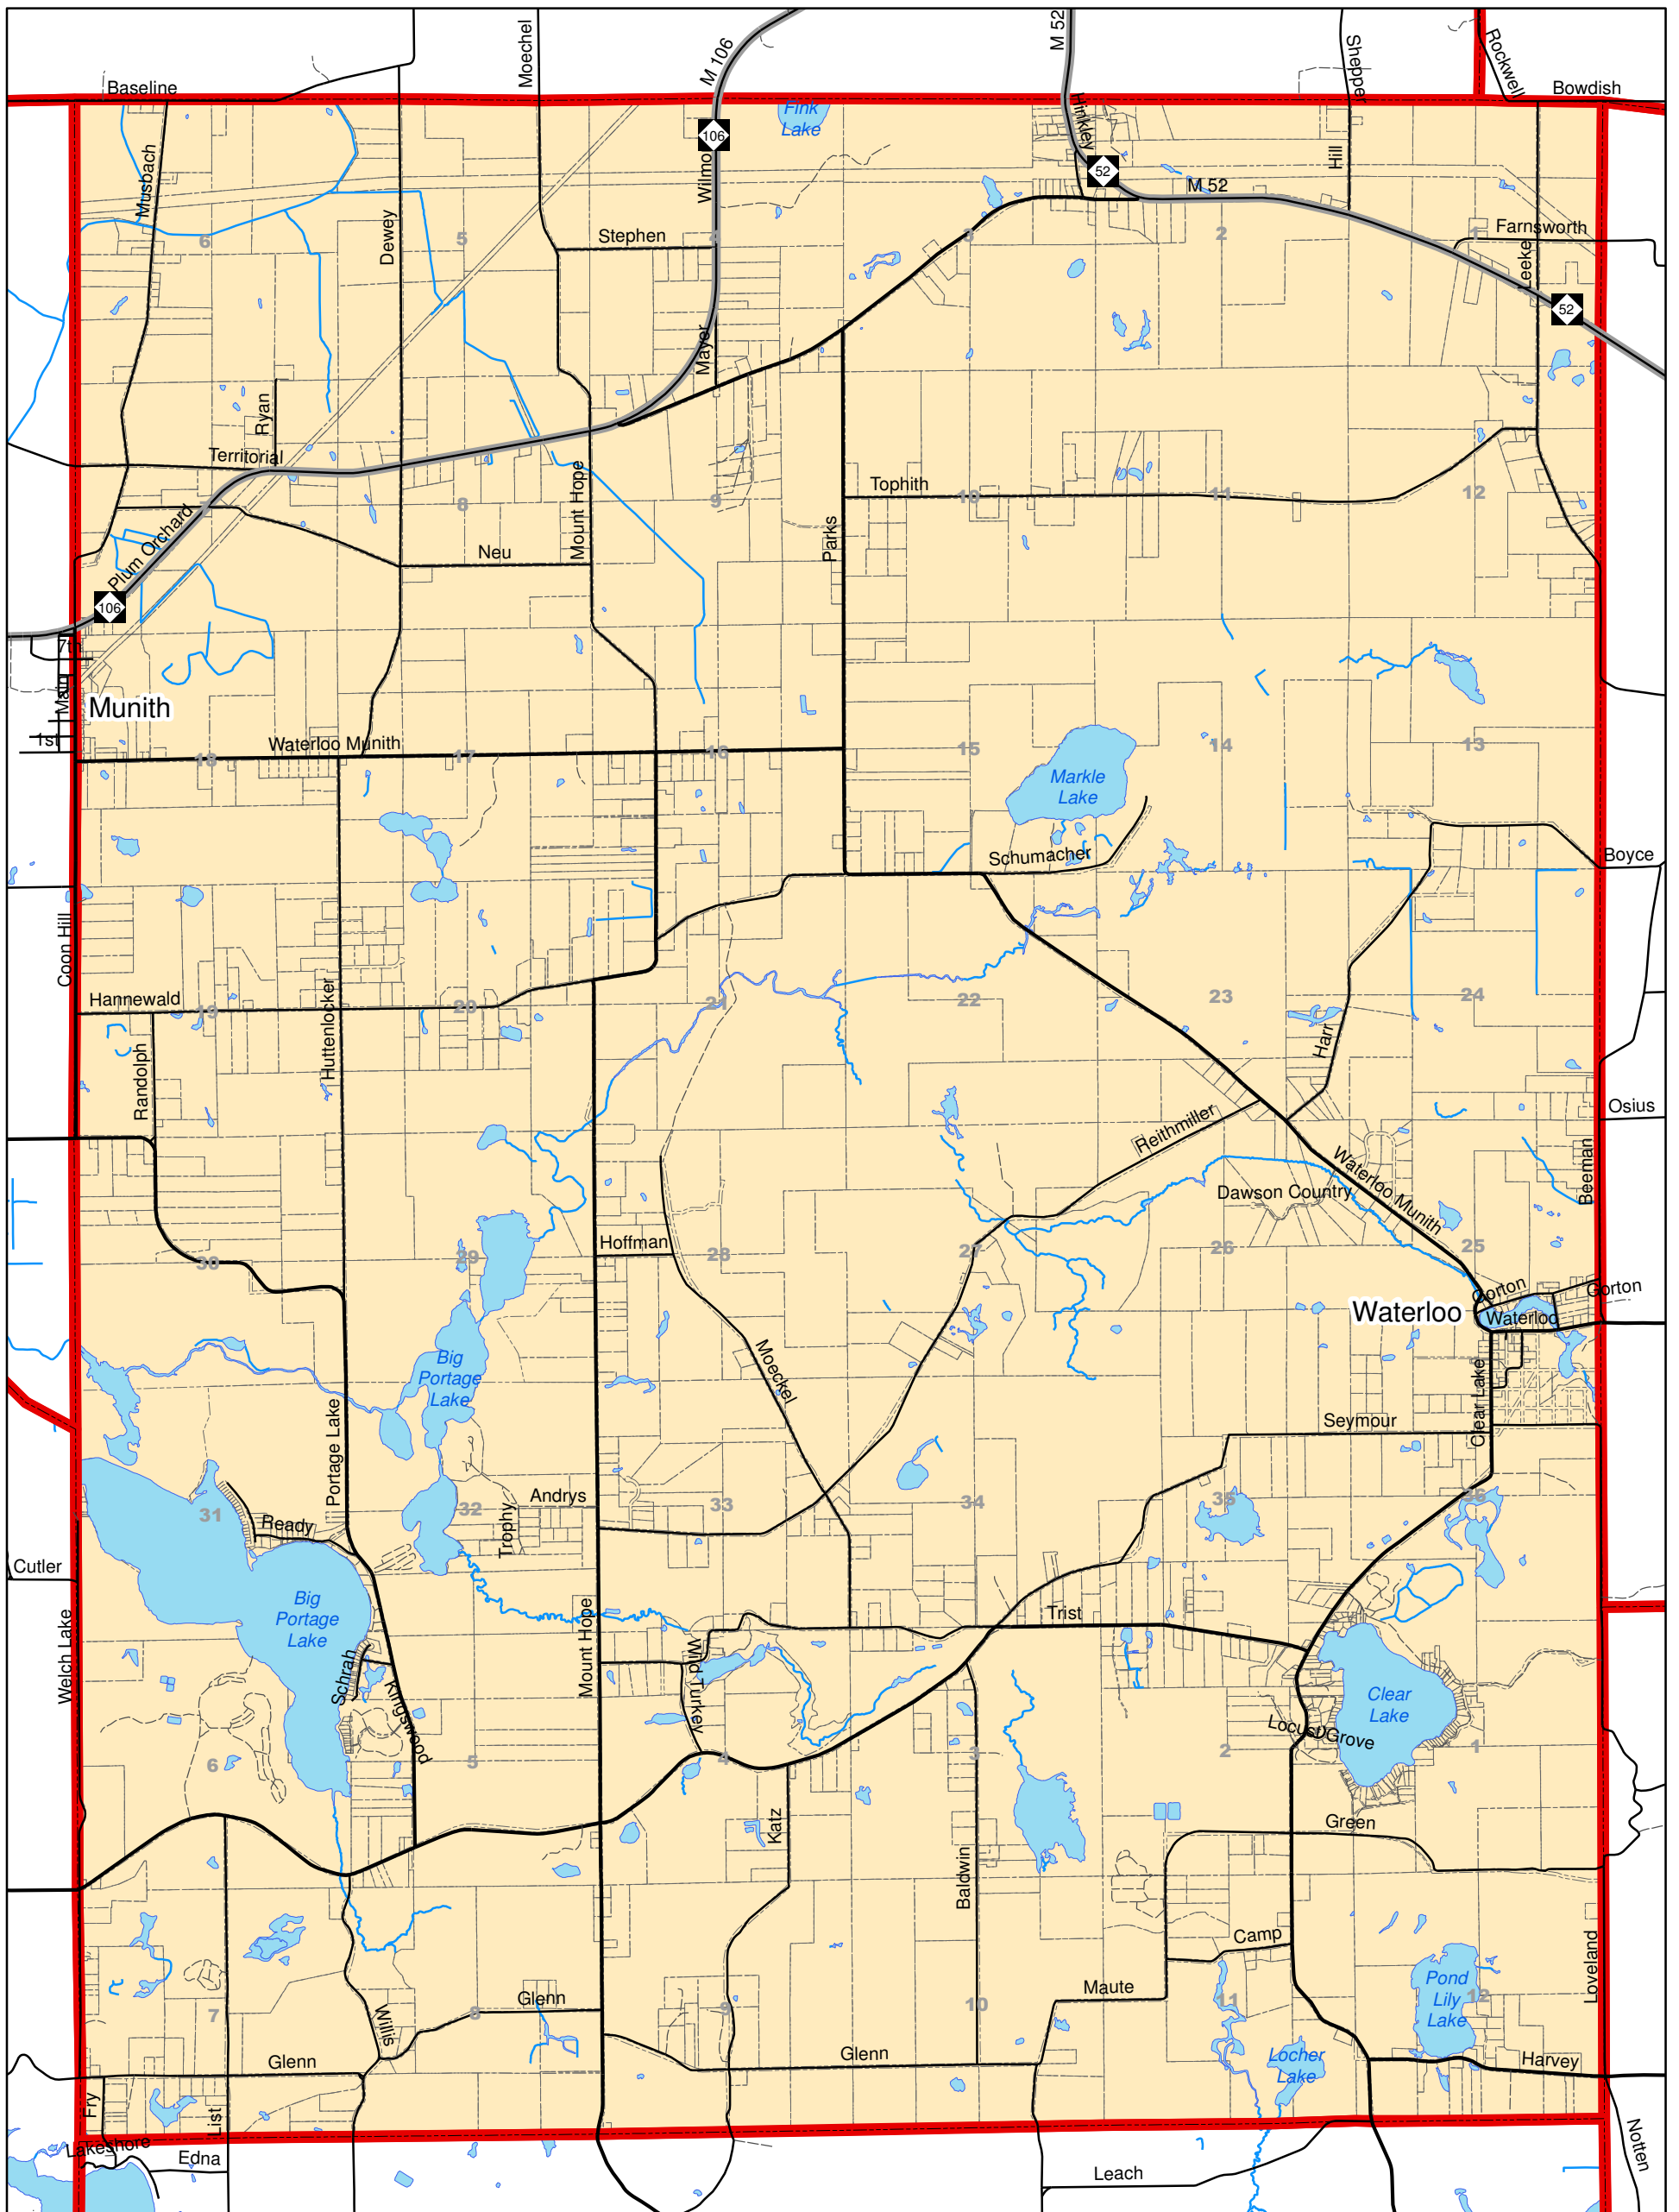 Moechel
M 106
M 52
Shepper
Rockwell
Baseline
Bowdish
Fink
Lake
Hinkley
106
Wilmo
52
M 52
Hill
Musbach
Dewey
6
5
Stephen
4
3
2
1
Farnsworth
Leeke
52
Mayer
Ryan
Territorial
Mount Hope
Tophith
8
9
10
11
12
Parks
Plum Orchard
Neu
106
7th
Main
Munith
1st
Waterloo Munith
18
17
16
15
14
13
Markle
Lake
Schumacher
Boyce
Coon Hill
Hannewald
19
Huttenlocker
20
21
22
23
24
Harr
Randolph
Reithmiller
Osius
Beeman
Waterloo Munith
Dawson Country
Hoffman
30
29
28
27
26
25
Gorton
Gorton
Waterloo
Waterloo
Big
Portage
Lake
Moeckel
Clear Lake
Seymour
Portage Lake
31
Ready
32
Trophy
Andrys
33
34
35
36
Cutler
Big
Portage
Lake
Welch Lake
Schrah
Kingswood
Mount Hope
Wild Turkey
Trist
Clear
Lake
Locust Grove
6
5
4
3
2
1
Katz
Green
Baldwin
Camp
Loveland
Maute
Pond
Lily
Lake
7
Willis
8
Glenn
9
10
11
12
Glenn
Glenn
Locher
Lake
Harvey
Fry
List
Lakeshore
Edna
Leach
Notten